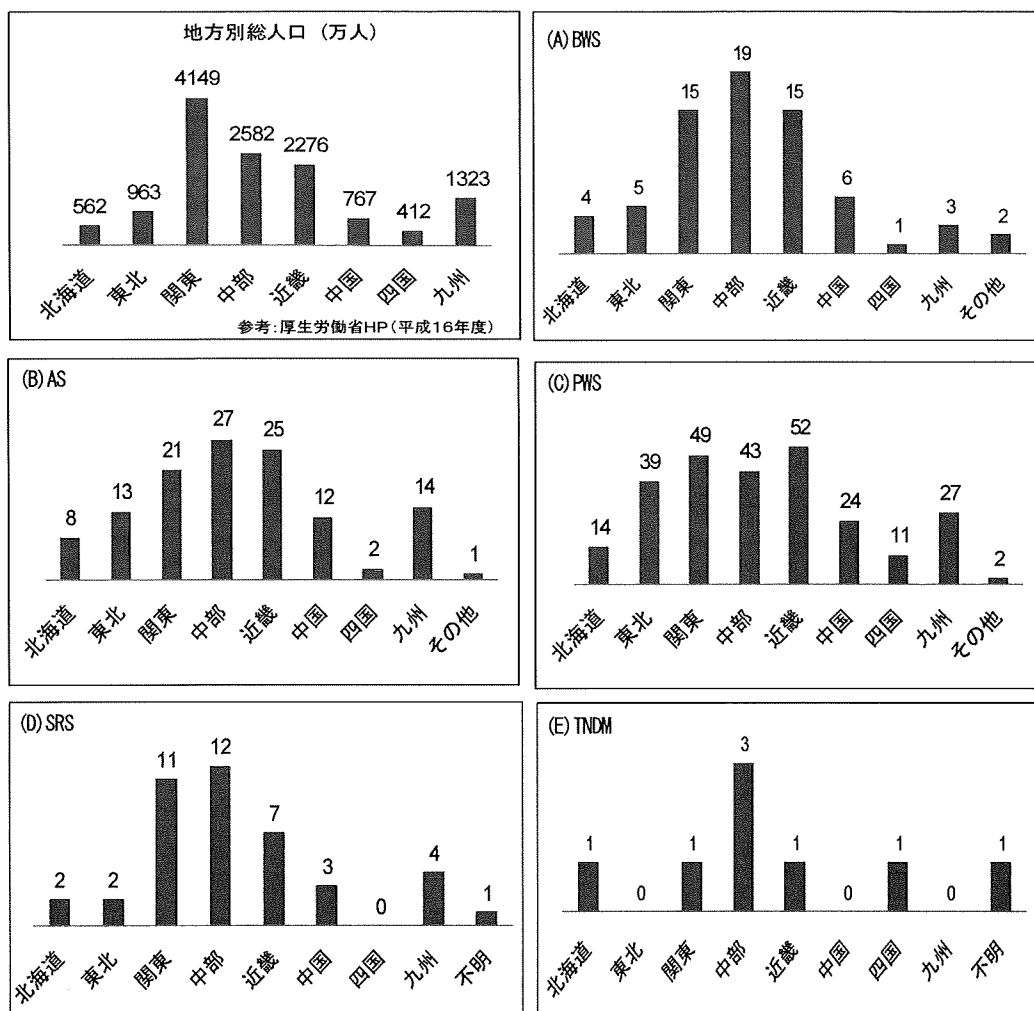 地方別総人口 (万人)
562 963 4149 2582 2276 767 412 1323
北海道 東北 関東 中部 近畿 中国 四国 九州
参考:厚生労働省HP(平成16年度)
(A) BWS
4 5 15 19 15 6 1 3 2
北海道 東北 関東 中部 近畿 中国 四国 九州 その他
(B) AS
8 13 21 27 25 12 2 14 1
北海道 東北 関東 中部 近畿 中国 四国 九州 その他
(C) PWS
14 39 49 43 52 24 11 27 2
北海道 東北 関東 中部 近畿 中国 四国 九州 その他
(D) SRS
2 2 11 12 7 3 0 4 1
北海道 東北 関東 中部 近畿 中国 四国 九州 不明
(E) TNDM
1 0 1 3 1 0 1 0 1
北海道 東北 関東 中部 近畿 中国 四国 九州 不明